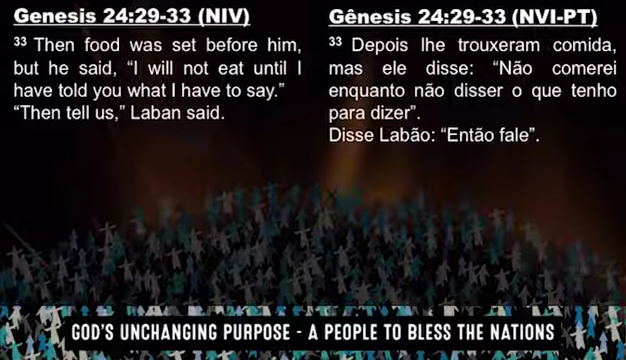 Genesis 24:29-33 (NIV)
33 Then food was set before him,
but he said, “I will not eat until I
have told you what I have to say.”
“Then tell us,” Laban said.
Gênesis 24:29-33 (NVI-PT)
33 Depois lhe trouxeram comida,
mas ele disse: “Não comerei
enquanto não disser o que tenho
para dizer”.
Disse Labão: “Então fale”.
GOD'S UNCHANGING PURPOSE - A PEOPLE TO BLESS THE NATIONS